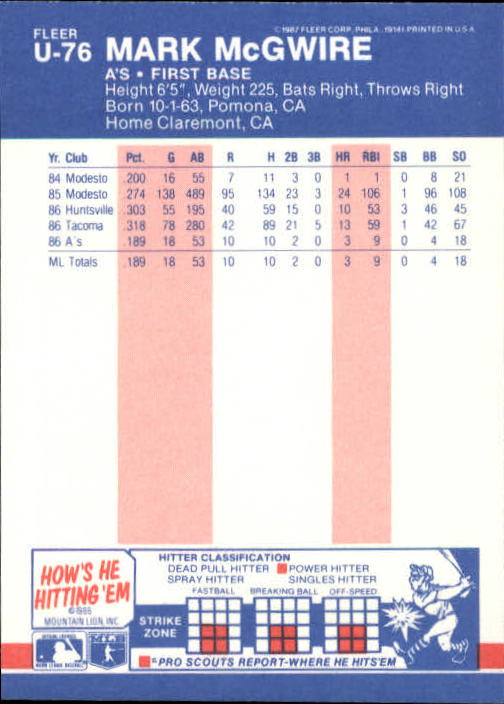 FLEER
U-76 MARK McGWIRE
© 1987 FLEER CORP., PHILA., 19141 PRINTED IN U.S.A.
A'S • FIRST BASE
Height 6'5", Weight 225, Bats Right, Throws Right
Born 10-1-63, Pomona, CA
Home Claremont, CA
Yr. Club Pct. G AB R H 2B 3B HR RBI SB BB SO
84 Modesto .200 16 55 7 11 3 0 1 1 0 8 21
85 Modesto .274 138 489 95 134 23 3 24 106 1 96 108
86 Huntsville .303 55 195 40 59 15 0 10 53 3 46 45
86 Tacoma .318 78 280 42 89 21 5 13 59 1 42 67
86 A's .189 18 53 10 10 2 0 3 9 0 4 18
ML Totals .189 18 53 10 10 2 0 3 9 0 4 18
HOW'S HE
HITTING 'EM
© 1986
MOUNTAIN LION, INC
HITTER CLASSIFICATION
DEAD PULL HITTER POWER HITTER
SPRAY HITTER SINGLES HITTER
FASTBALL BREAKING BALL OFF-SPEED
STRIKE
ZONE
=PRO SCOUTS REPORT-WHERE HE HITS 'EM